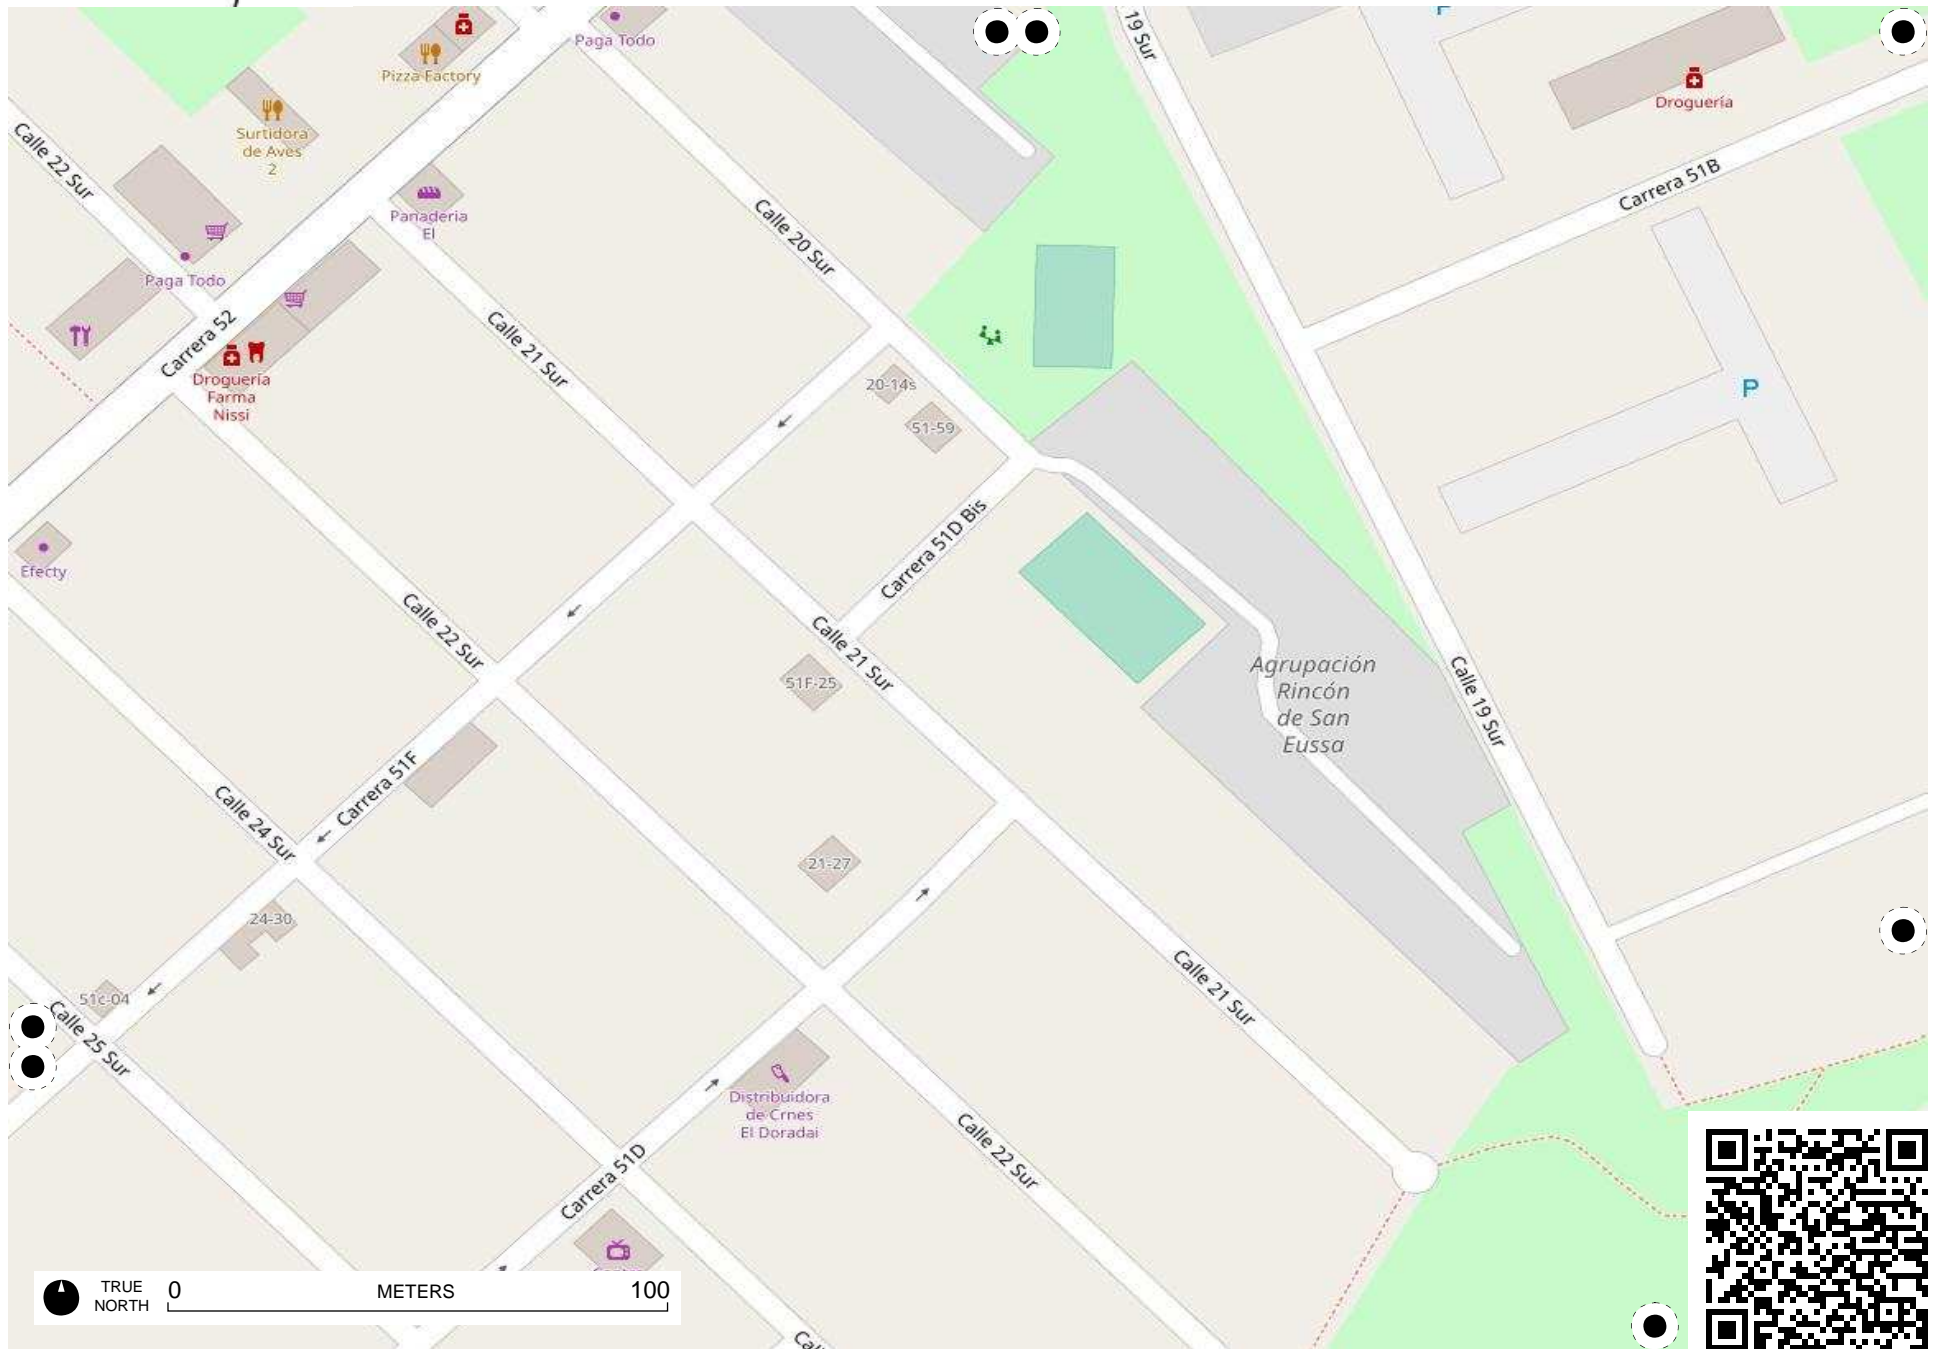 19 Sur
Paga Todo
Pizza Factory
Droguería
Surtidora
de Aves
2
Calle 22 Sur
Carrera 51B
Panaderia
El
Calle 20 Sur
Paga Todo
Carrera 52
Calle 21 Sur
Droguería
Farma
Nissi
20-14s
51-59
P
Carrera 51D Bis
Efecty
Calle 22 Sur
Calle 21 Sur
51F-25
Agrupación
Rincón
de San
Eussa
Calle 19 Sur
Carrera 51F
Calle 24 Sur
21-27
24-30
51c-04
Calle 25 Sur
Calle 21 Sur
Distribuidora
de Crnes
El Doradai
Calle 22 Sur
Carrera 51D
TRUE
NORTH
0 METERS 100